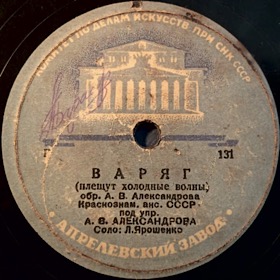 КОМИТЕТ ПО ДЕЛАМ ИСКУССТВ ПРИ СНК СССР
Г 131
ВАРЯГ
(плещут холодные волны)
обр. А. В. Александрова
Краснознам. анс. СССР
под упр.
А. В. АЛЕКСАНДРОВА
Соло: Л. Ярошенко
АПРЕЛЕВСКИЙ ЗАВОД